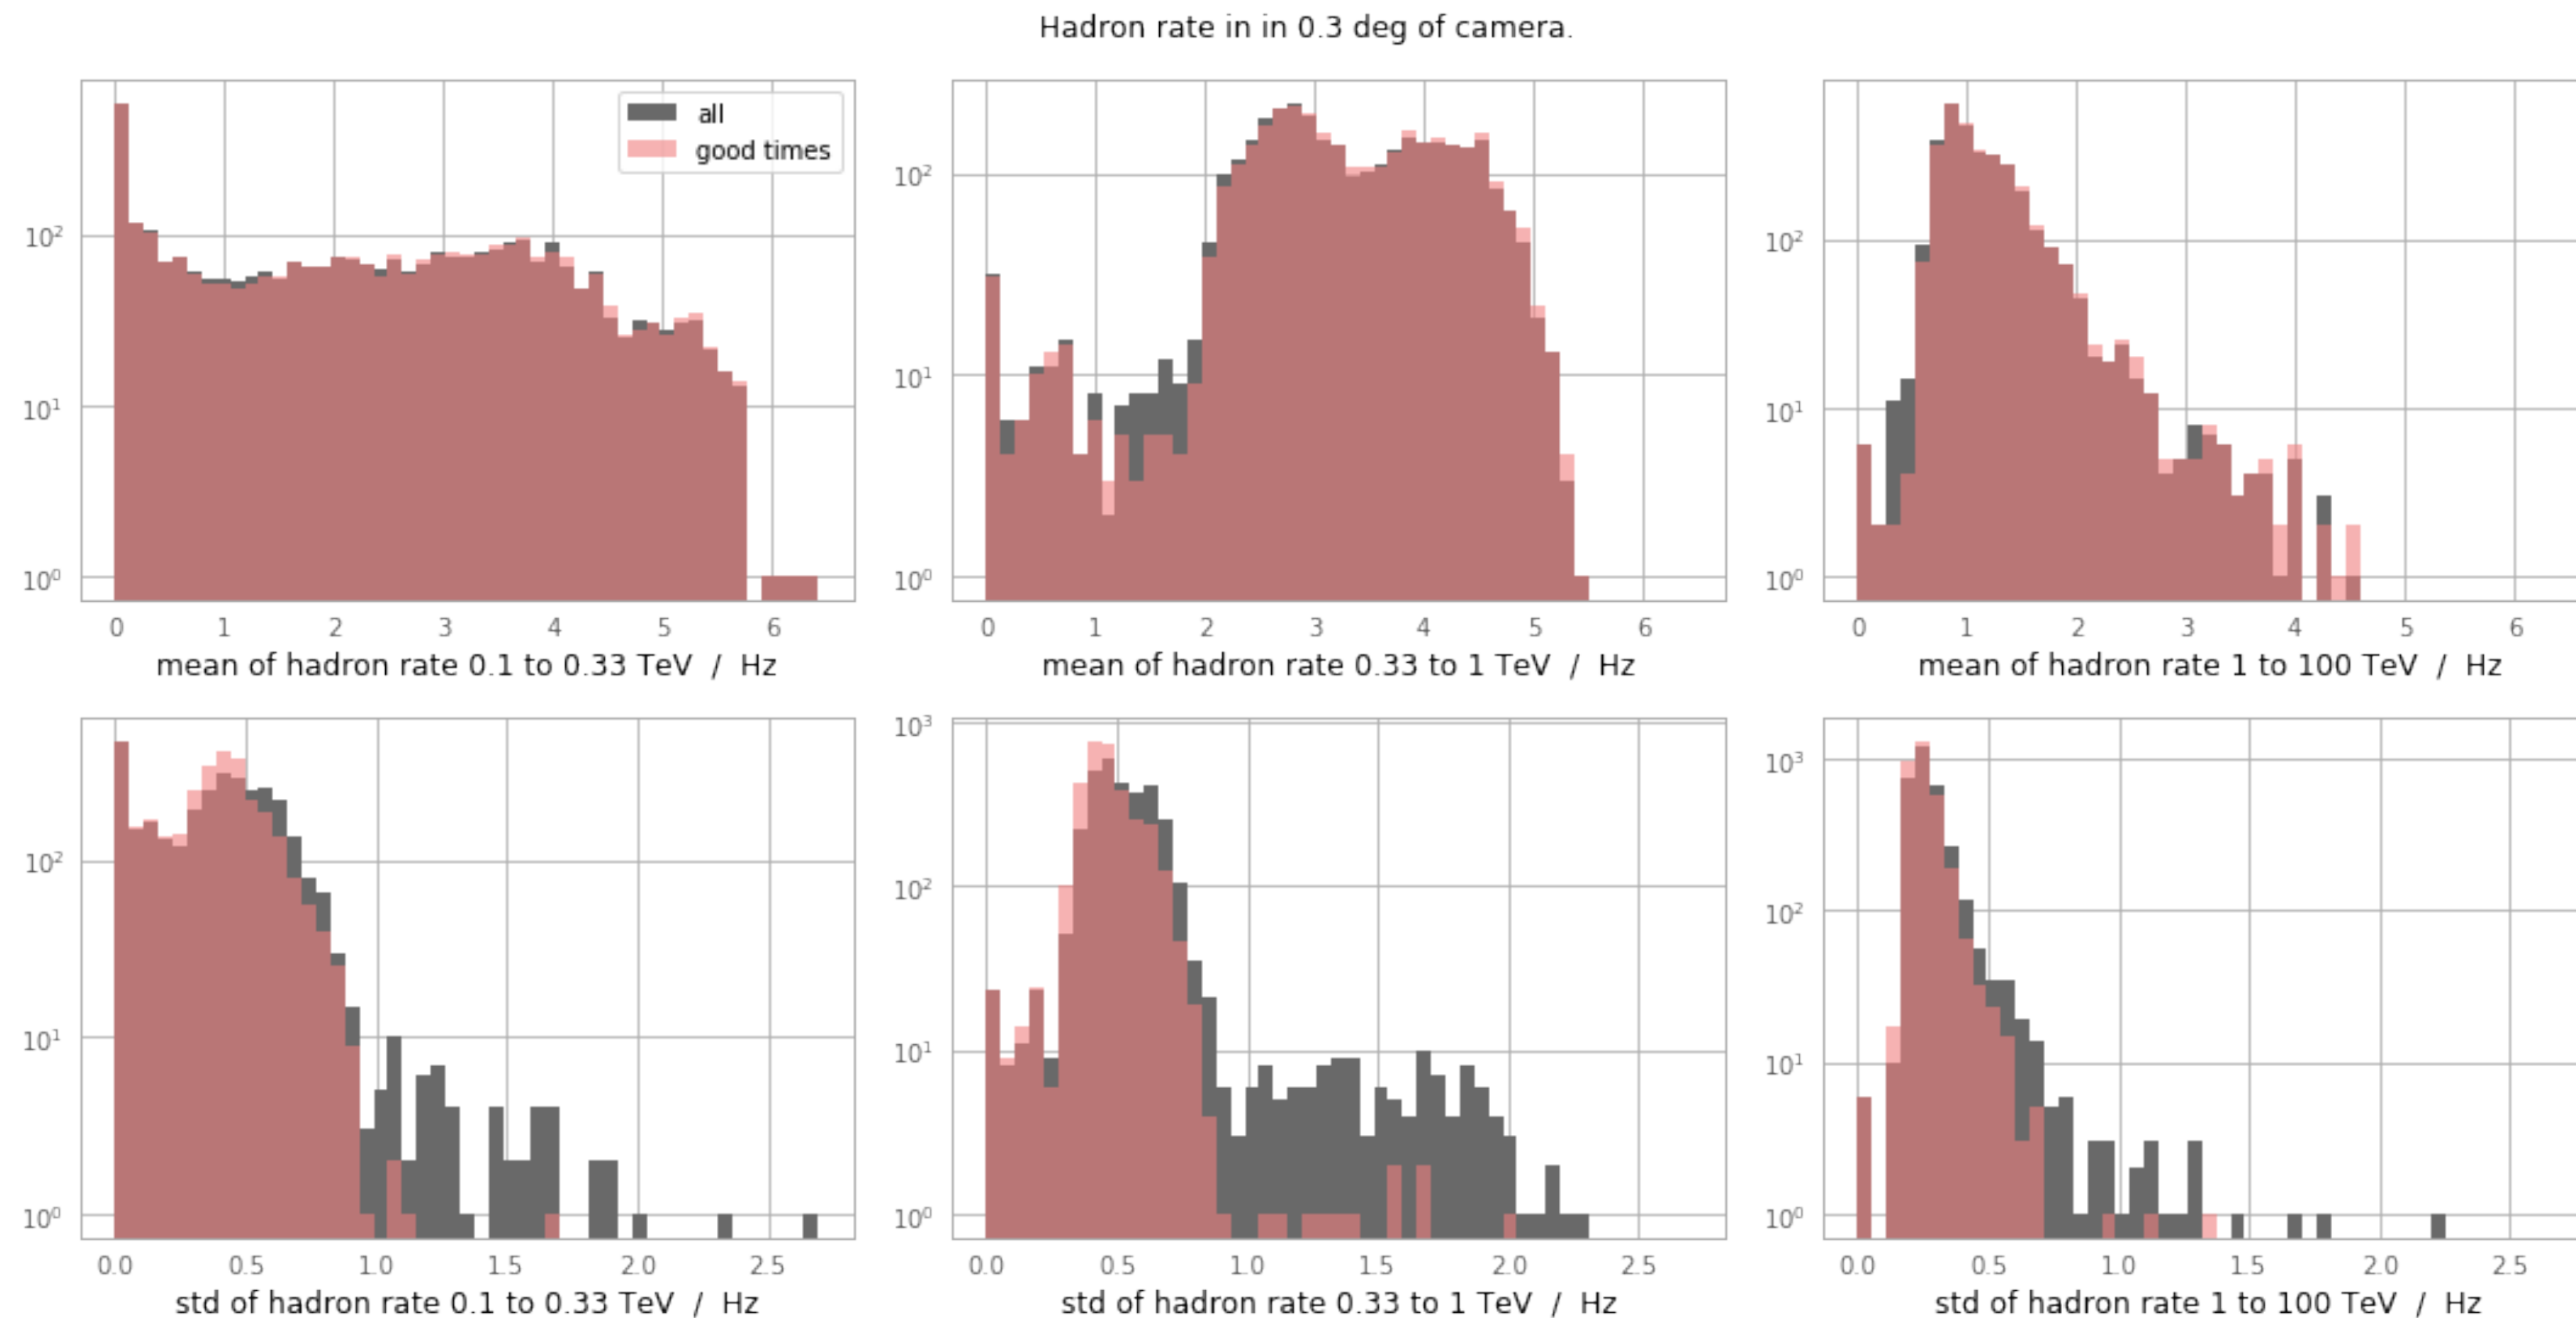 Hadron rate in in 0.3 deg of camera.
all
good times
10²
10¹
10⁰
0 1 2 3 4 5 6
mean of hadron rate 0.1 to 0.33 TeV / Hz
10²
10¹
10⁰
0 1 2 3 4 5 6
mean of hadron rate 0.33 to 1 TeV / Hz
10²
10¹
10⁰
0 1 2 3 4 5 6
mean of hadron rate 1 to 100 TeV / Hz
10²
10¹
10⁰
0.0 0.5 1.0 1.5 2.0 2.5
std of hadron rate 0.1 to 0.33 TeV / Hz
10³
10²
10¹
10⁰
0.0 0.5 1.0 1.5 2.0 2.5
std of hadron rate 0.33 to 1 TeV / Hz
10³
10²
10¹
10⁰
0.0 0.5 1.0 1.5 2.0 2.5
std of hadron rate 1 to 100 TeV / Hz